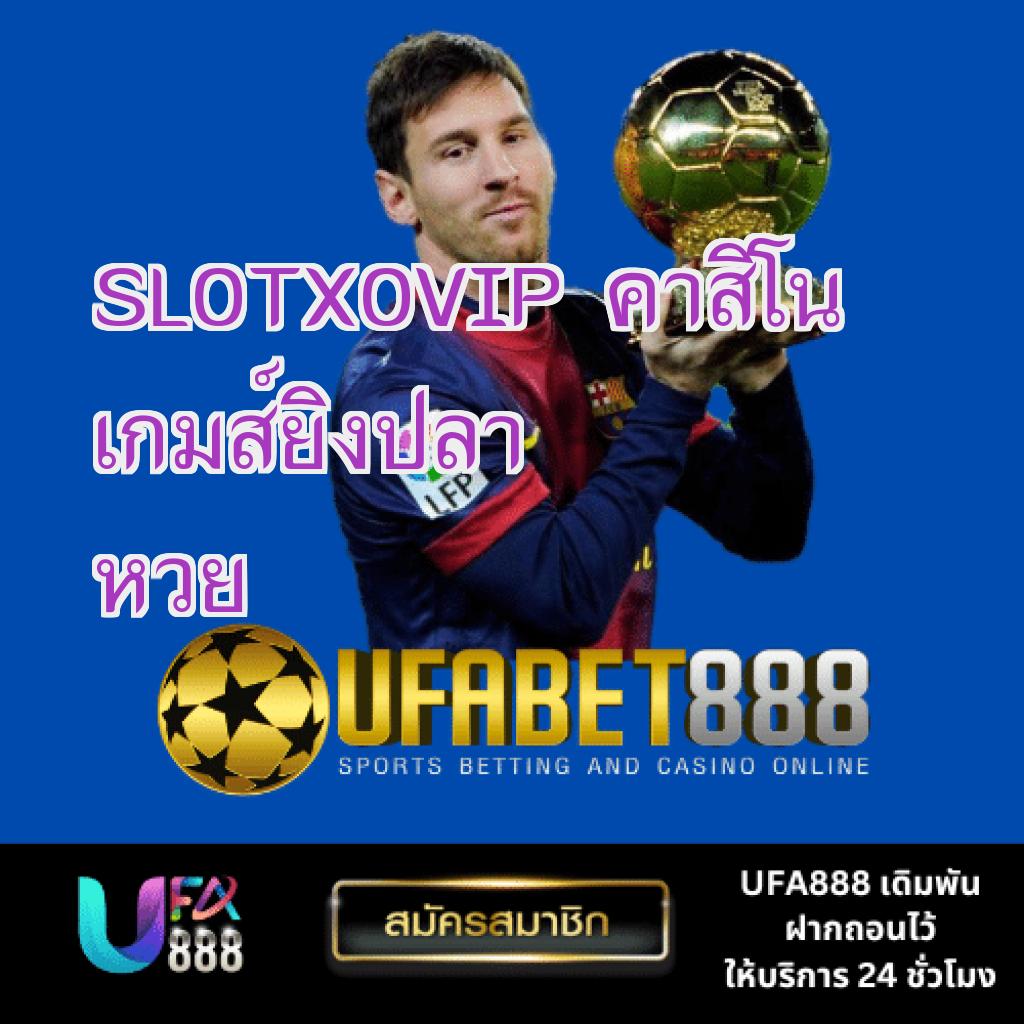 SLOTXOVIP คาสิโน
เกมส์ยิงปลา
LFP
หวย
UFABET888
SPORTS BETTING AND CASINO ONLINE
UFA
888
สมัครสมาชิก
UFA888 เดิมพัน
ฝากถอนไว้
ให้บริการ 24 ชั่วโมง